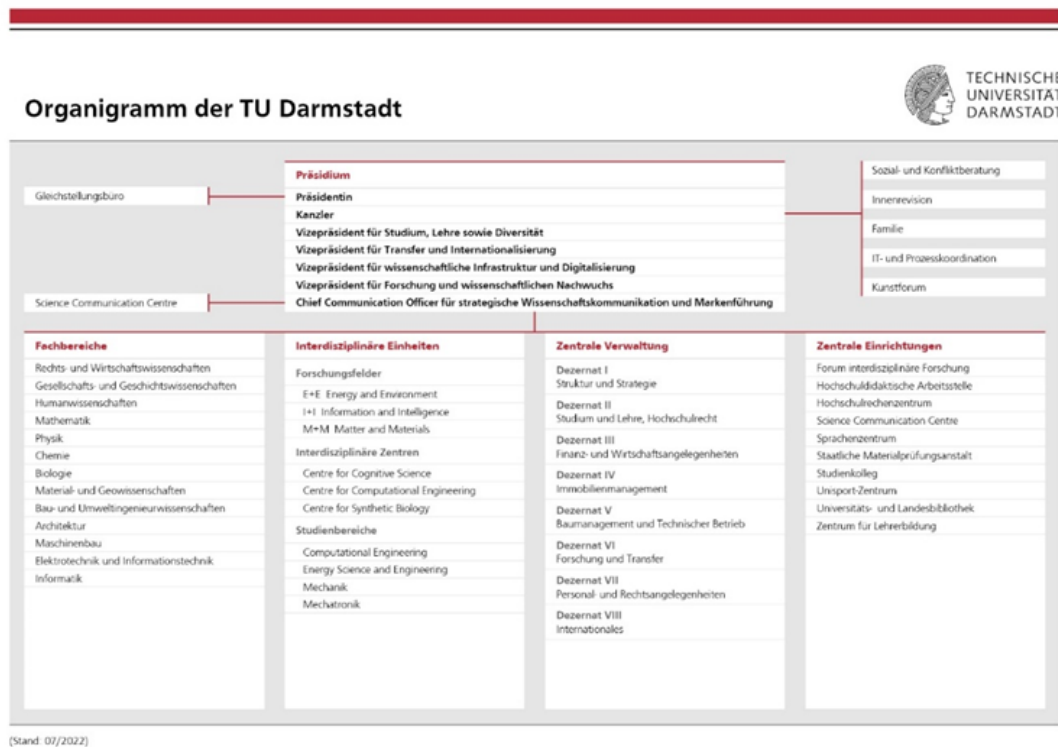 Organigramm der TU Darmstadt
TECHNISCHE
UNIVERSITÄT
DARMSTADT
Gleichstellungsbüro
Science Communication Centre
Präsidium
Präsidentin
Kanzler
Vizepräsident für Studium, Lehre sowie Diversität
Vizepräsident für Transfer und Internationalisierung
Vizepräsident für wissenschaftliche Infrastruktur und Digitalisierung
Vizepräsident für Forschung und wissenschaftlichen Nachwuchs
Chief Communication Officer für strategische Wissenschaftskommunikation und Markenführung
Sozial- und Konfliktberatung
Innenrevision
Familie
IT- und Prozesskoordination
Kunstforum
Fachbereiche
Rechts- und Wirtschaftswissenschaften
Gesellschafts- und Geschichtswissenschaften
Humanwissenschaften
Mathematik
Physik
Chemie
Biologie
Material- und Geowissenschaften
Bau- und Umweltingenieurwissenschaften
Architektur
Maschinenbau
Elektrotechnik und Informationstechnik
Informatik
Interdisziplinäre Einheiten
Forschungsfelder
E+E Energy and Environment
I+I Information and Intelligence
M+M Matter and Materials
Interdisziplinäre Zentren
Centre for Cognitive Science
Centre for Computational Engineering
Centre for Synthetic Biology
Studienbereiche
Computational Engineering
Energy Science and Engineering
Mechanik
Mechatronik
Zentrale Verwaltung
Dezernat I
Struktur und Strategie
Dezernat II
Studium und Lehre, Hochschulrecht
Dezernat III
Finanz- und Wirtschaftsangelegenheiten
Dezernat IV
Immobilienmanagement
Dezernat V
Baumanagement und Technischer Betrieb
Dezernat VI
Forschung und Transfer
Dezernat VII
Personal- und Rechtsangelegenheiten
Dezernat VIII
Internationales
Zentrale Einrichtungen
Forum interdisziplinäre Forschung
Hochschuldidaktische Arbeitsstelle
Hochschulrechenzentrum
Science Communication Centre
Sprachenzentrum
Staatliche Materialprüfungsanstalt
Studienkolleg
Unisport-Zentrum
Universitäts- und Landesbibliothek
Zentrum für Lehrerbildung
(Stand: 07/2022)